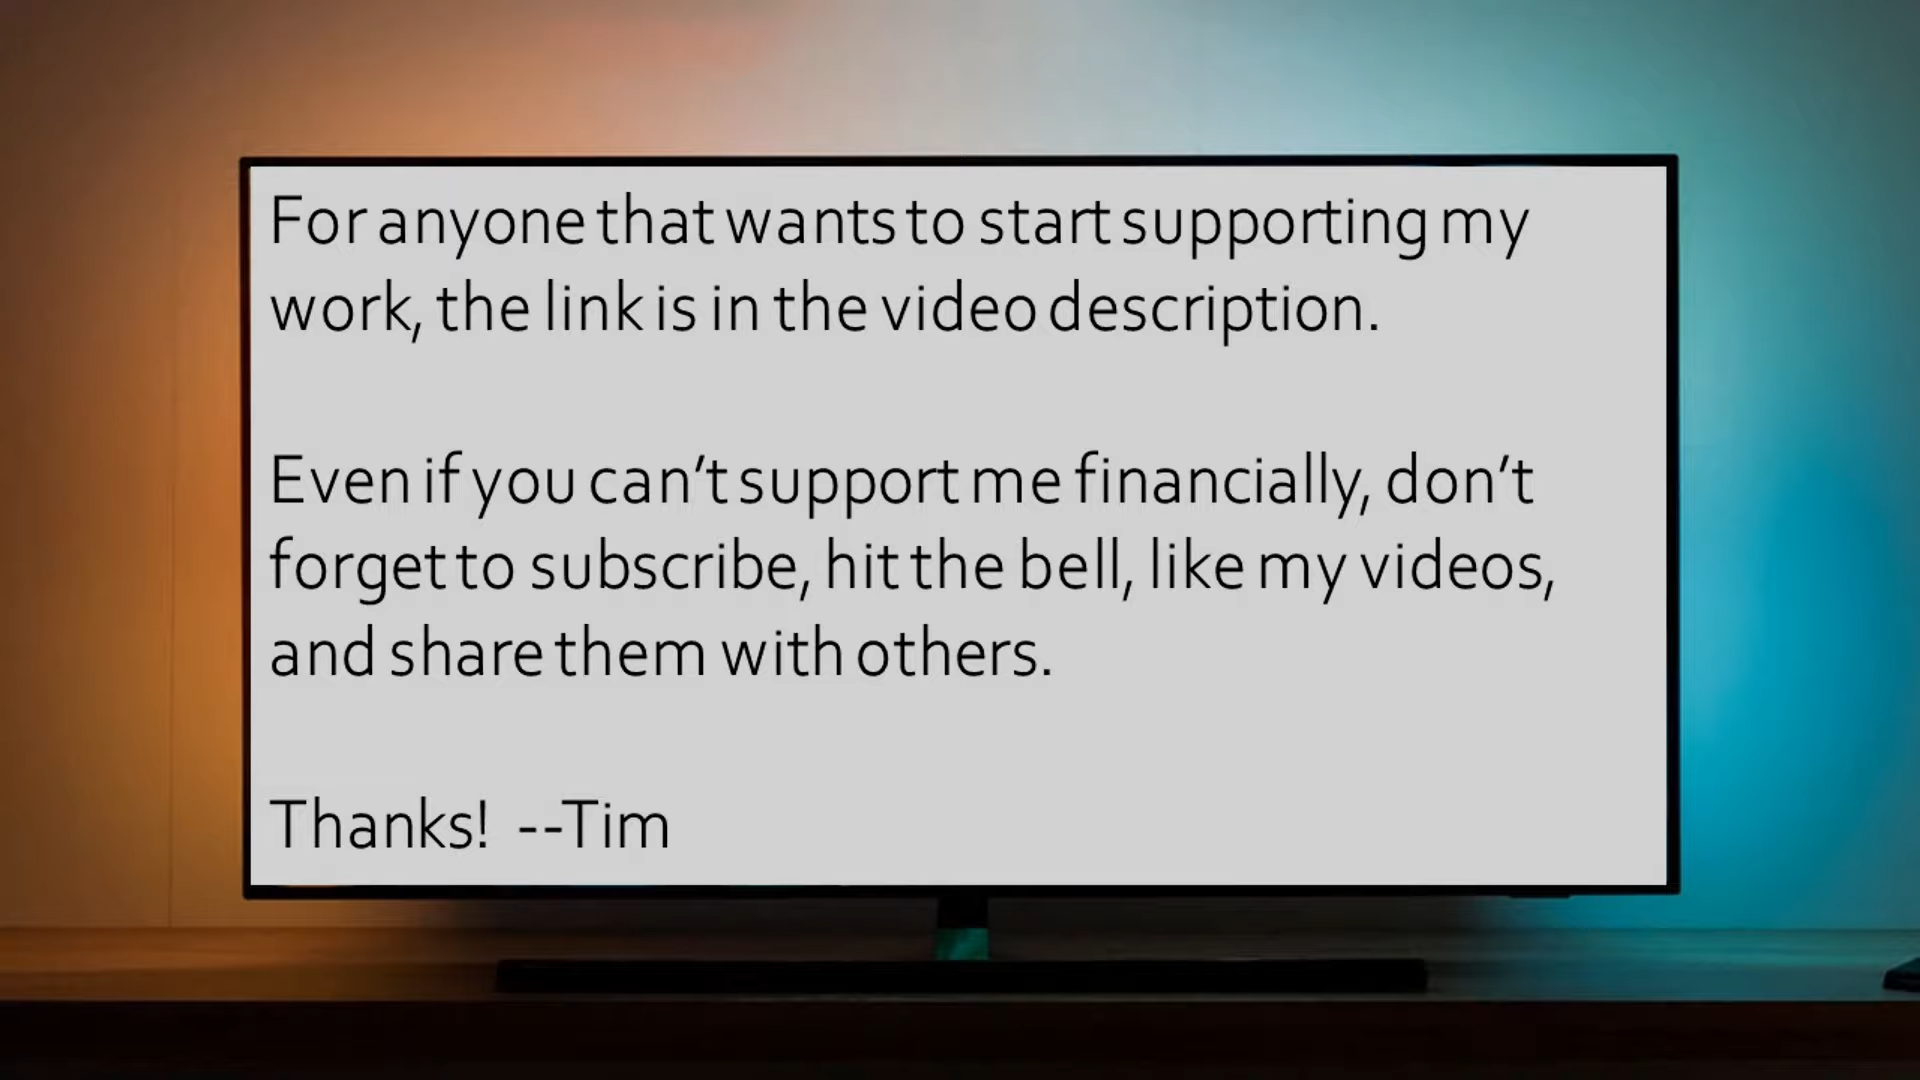 For anyone that wants to start supporting my
work, the link is in the video description.
Even if you can’t support me financially, don’t
forget to subscribe, hit the bell, like my videos,
and share them with others.
Thanks!  --Tim